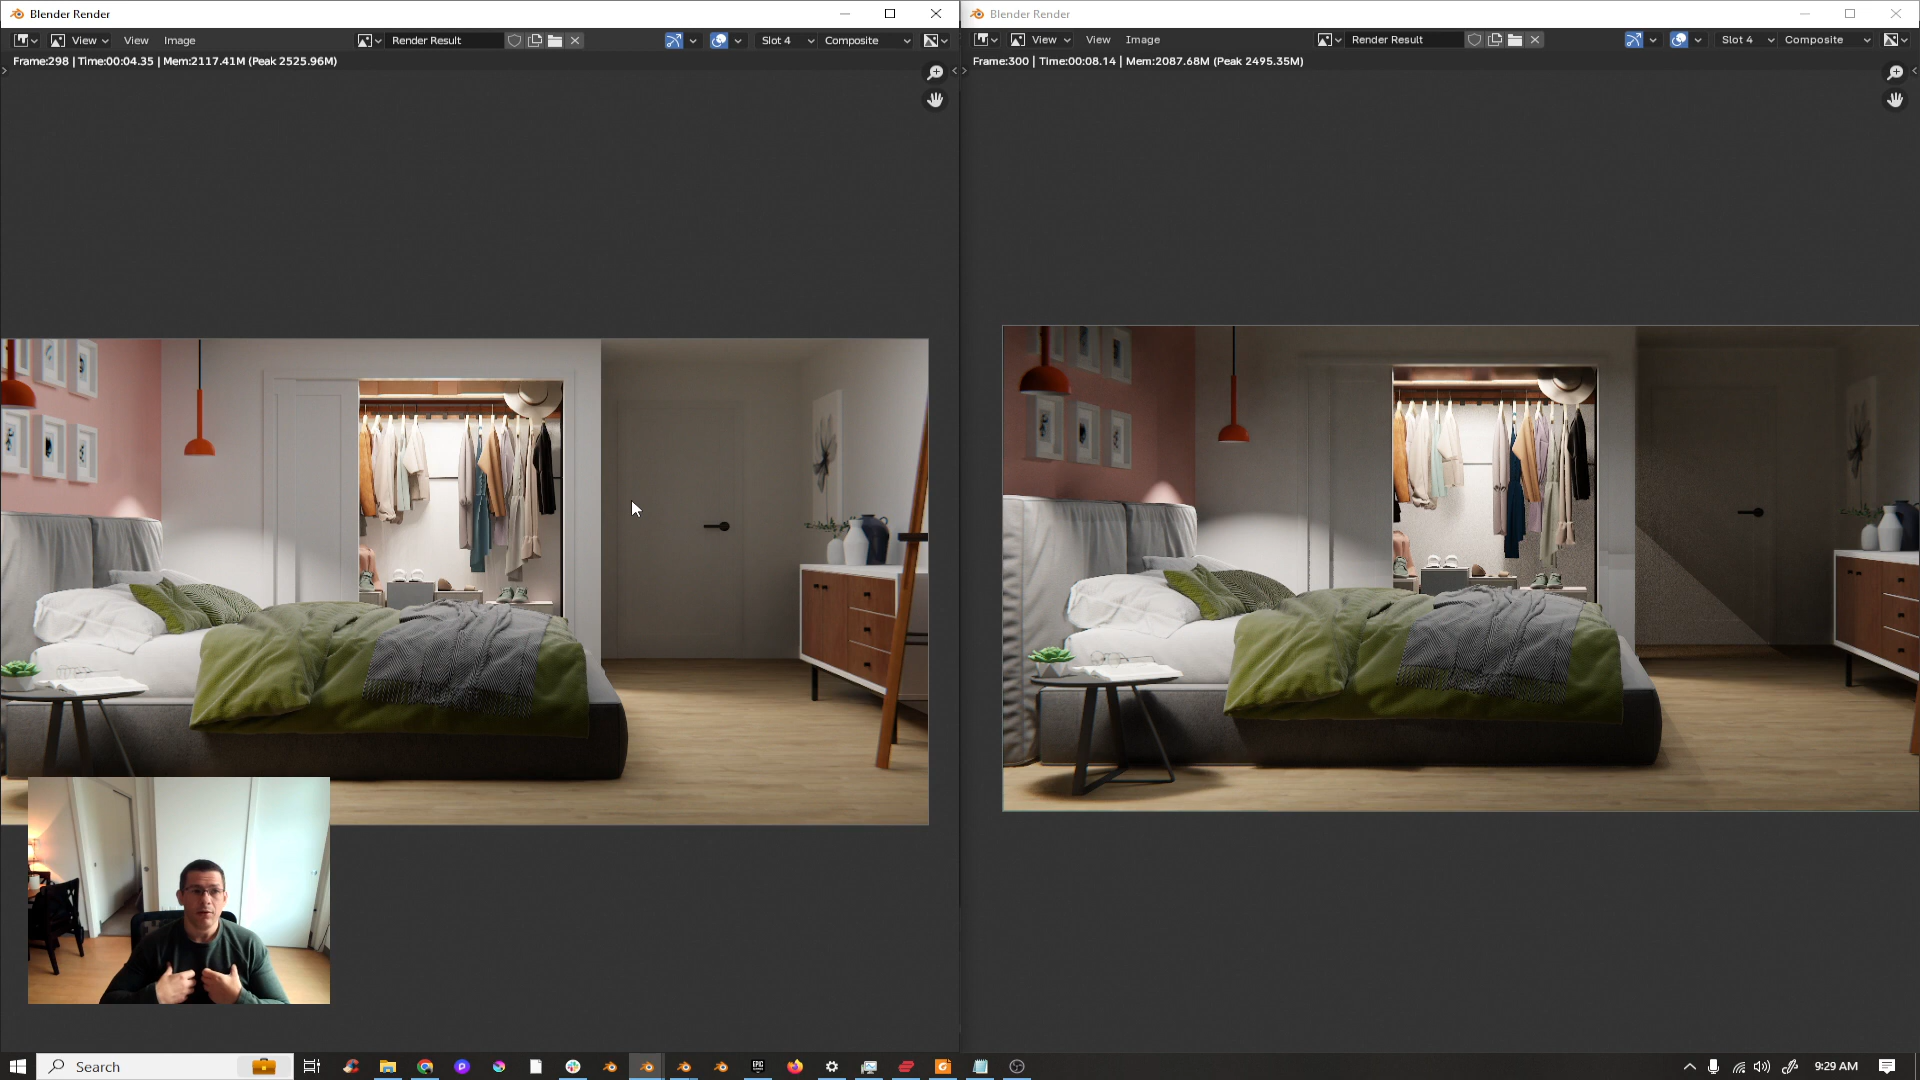 Blender Render
View View Image Render Result Slot 4 Composite
Frame:298 | Time:00:04.35 | Mem:2117.41M (Peak 2525.96M)
Blender Render
View View Image Render Result Slot 4 Composite
Frame:300 | Time:00:08.14 | Mem:2087.68M (Peak 2495.35M)
Search
EPIC
9:29 AM